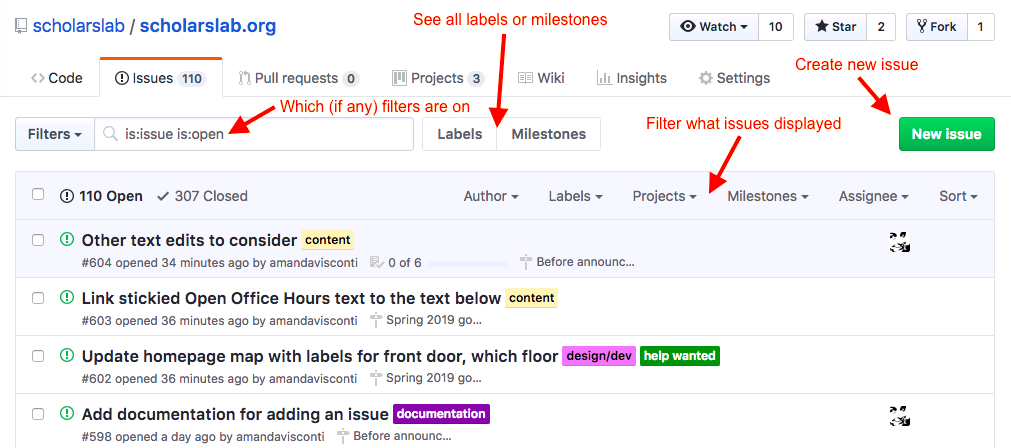 scholarslab / scholarslab.org
See all labels or milestones
Watch 10 Star 2 Fork 1
Code Issues 110 Pull requests 0 Projects 3 Wiki Insights Settings
Create new issue
Which (if any) filters are on
Filter what issues displayed
Filters is:issue is:open Labels Milestones New issue
110 Open 307 Closed Author Labels Projects Milestones Assignee Sort
Other text edits to consider content
#604 opened 34 minutes ago by amandavisconti 0 of 6 Before announc...
Link stickied Open Office Hours text to the text below content
#603 opened 36 minutes ago by amandavisconti Spring 2019 go...
Update homepage map with labels for front door, which floor design/dev help wanted
#602 opened 36 minutes ago by amandavisconti Spring 2019 go...
Add documentation for adding an issue documentation
#598 opened a day ago by amandavisconti Before announc...